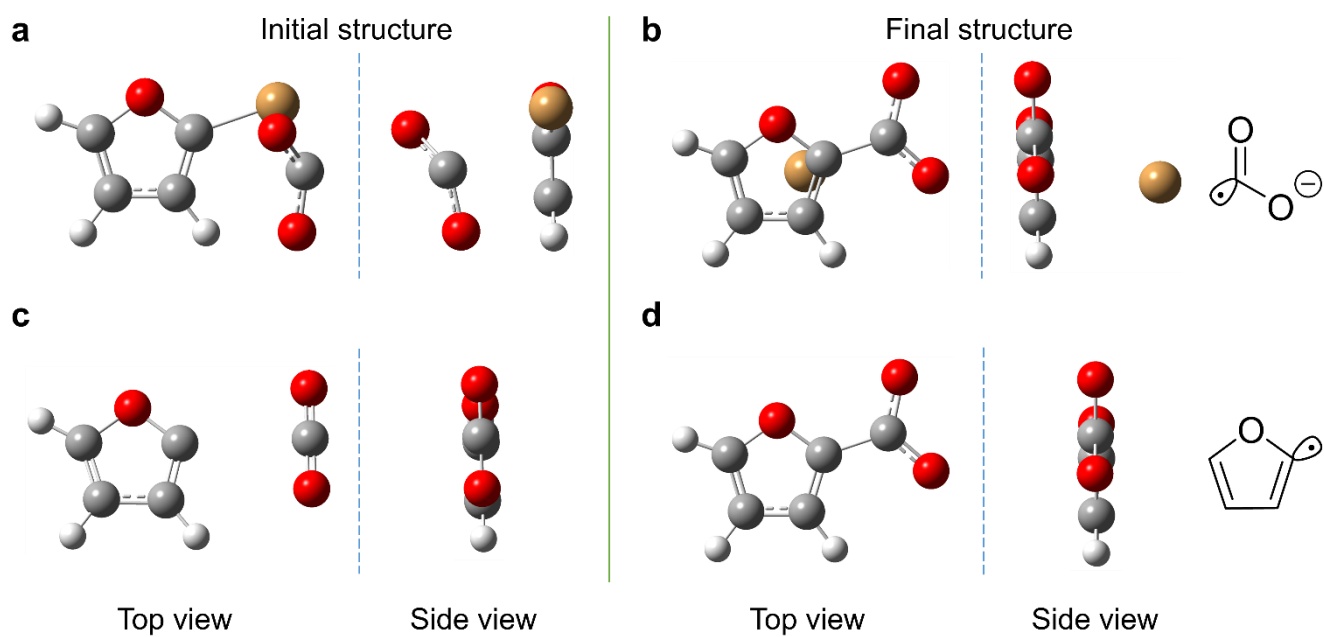 a
Initial structure
b
Final structure
O
O
−
c
d
O
Top view
Side view
Top view
Side view